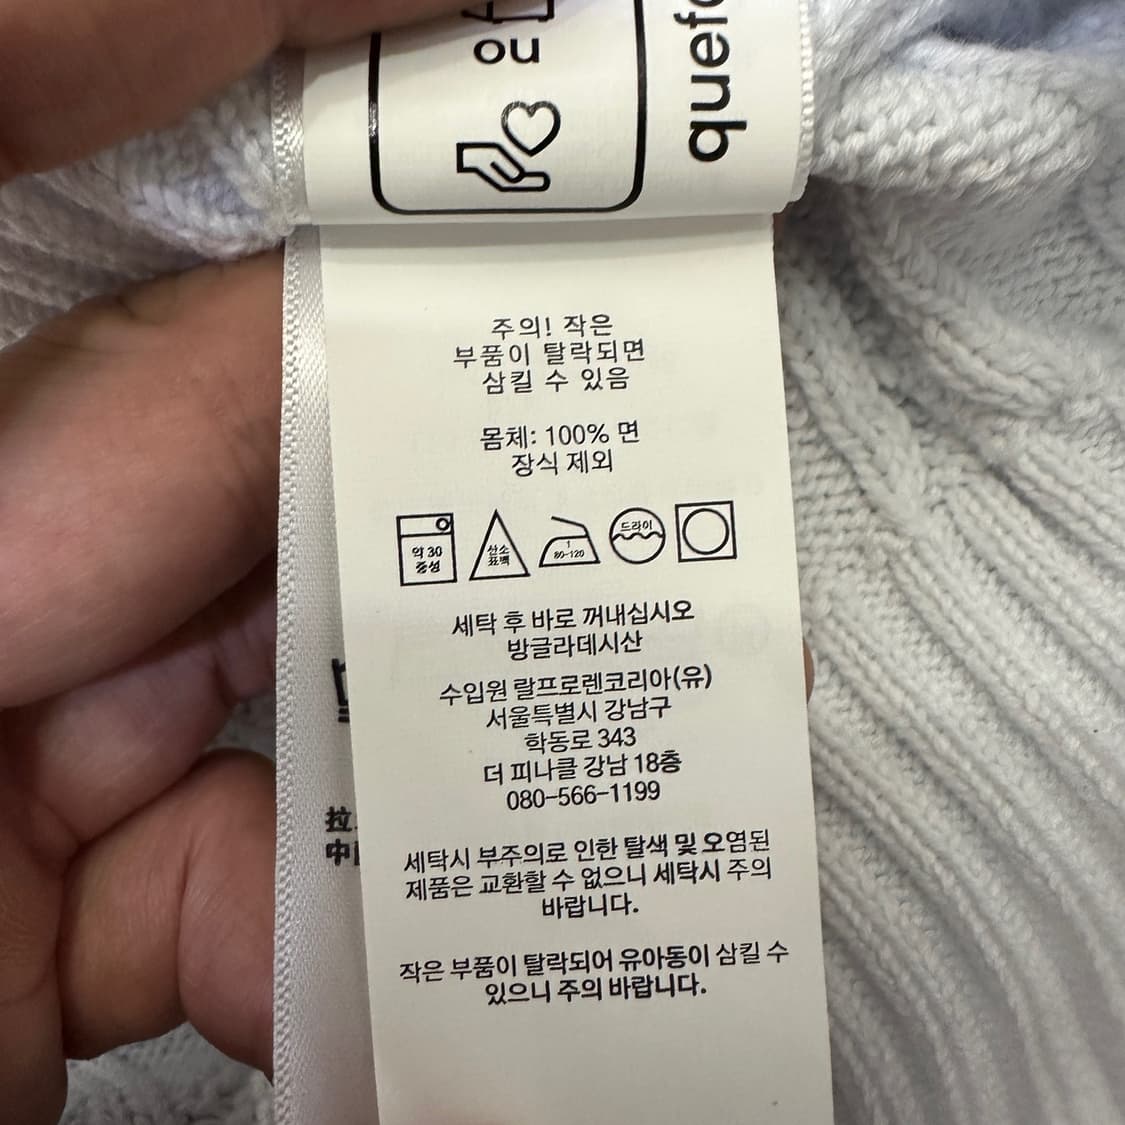 ou
quefo
주의! 작은
부품이 탈락되면
삼킬 수 있음
몸체: 100% 면
장식 제외
약 30
중성
산소
표백
1
80-120
드라이
세탁 후 바로 꺼내십시오
방글라데시산
수입원 랄프로렌코리아(유)
서울특별시 강남구
학동로 343
더 피나클 강남 18층
080-566-1199
세탁시 부주의로 인한 탈색 및 오염된
제품은 교환할 수 없으니 세탁시 주의
바랍니다.
작은 부품이 탈락되어 유아동이 삼킬 수
있으니 주의 바랍니다.
拉
中